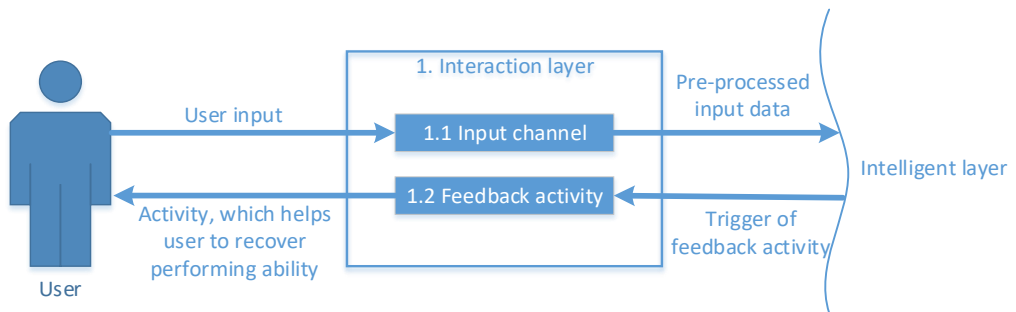 1. Interaction layer
User input
1.1 Input channel
Pre-processed
input data
Intelligent layer
1.2 Feedback activity
Activity, which helps
user to recover
performing ability
Trigger of
feedback activity
User